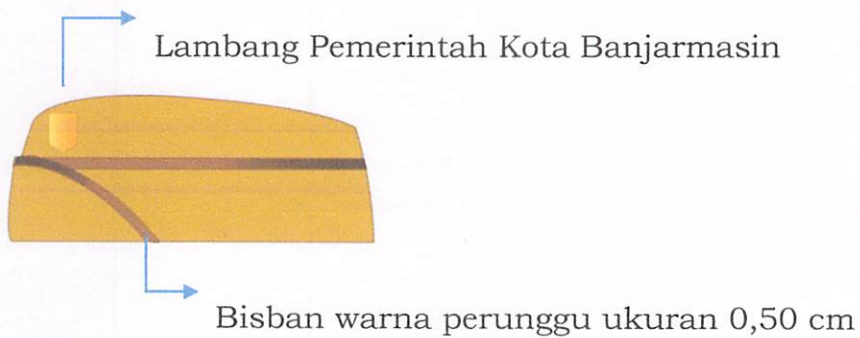 Lambang Pemerintah Kota Banjarmasin
Bisban warna perunggu ukuran 0,50 cm